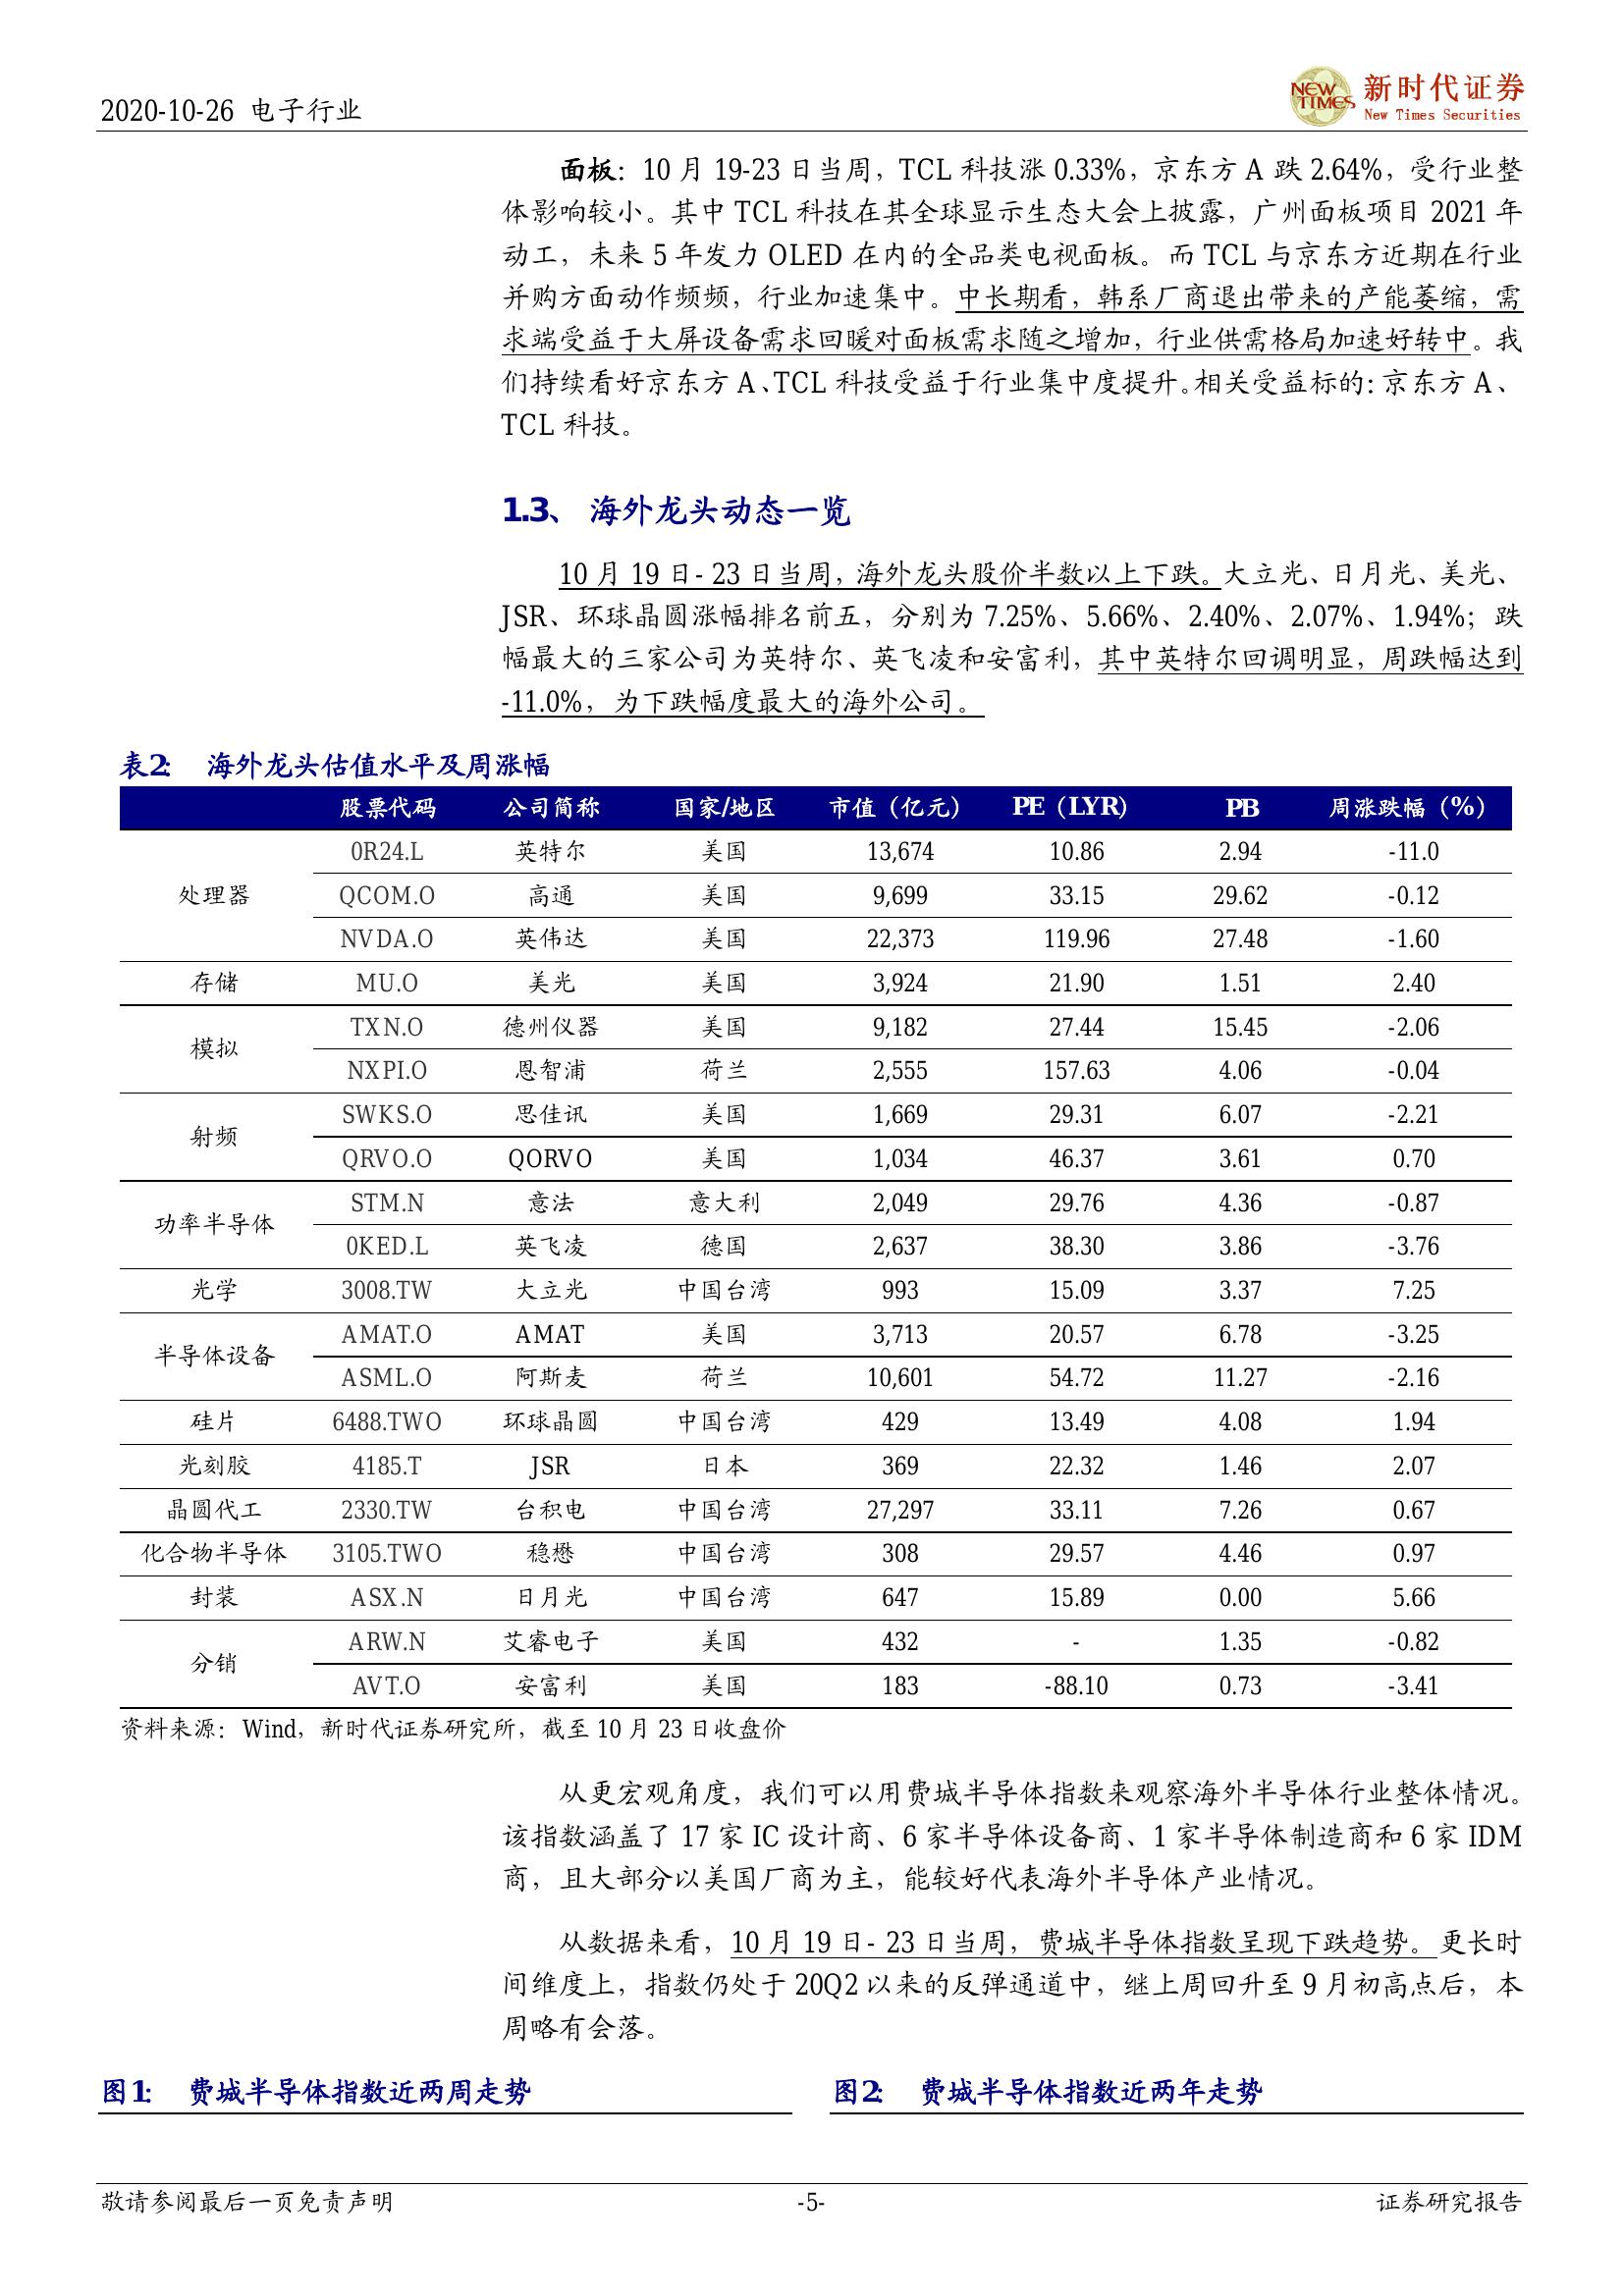 2020-10-26 电子行业
NEW TIMES 新时代证券
New Times Securities
面板：10 月 19-23 日当周，TCL 科技涨 0.33%，京东方 A 跌 2.64%，受行业整
体影响较小。其中 TCL 科技在其全球显示生态大会上披露，广州面板项目 2021 年
动工，未来 5 年发力 OLED 在内的全品类电视面板。而 TCL 与京东方近期在行业
并购方面动作频频，行业加速集中。中长期看，韩系厂商退出带来的产能萎缩，需
求端受益于大屏设备需求回暖对面板需求随之增加，行业供需格局加速好转中。我
们持续看好京东方 A、TCL 科技受益于行业集中度提升。相关受益标的：京东方 A、
TCL 科技。
1.3、 海外龙头动态一览
10 月 19 日- 23 日当周，海外龙头股价半数以上下跌。大立光、日月光、美光、
JSR、环球晶圆涨幅排名前五，分别为 7.25%、5.66%、2.40%、2.07%、1.94%；跌
幅最大的三家公司为英特尔、英飞凌和安富利，其中英特尔回调明显，周跌幅达到
-11.0%，为下跌幅度最大的海外公司。
表2： 海外龙头估值水平及周涨幅
股票代码 公司简称 国家/地区 市值（亿元） PE（LYR） PB 周涨跌幅（%）
处理器 0R24.L 英特尔 美国 13,674 10.86 2.94 -11.0
QCOM.O 高通 美国 9,699 33.15 29.62 -0.12
NVDA.O 英伟达 美国 22,373 119.96 27.48 -1.60
存储 MU.O 美光 美国 3,924 21.90 1.51 2.40
模拟 TXN.O 德州仪器 美国 9,182 27.44 15.45 -2.06
NXPI.O 恩智浦 荷兰 2,555 157.63 4.06 -0.04
射频 SWKS.O 思佳讯 美国 1,669 29.31 6.07 -2.21
QRVO.O QORVO 美国 1,034 46.37 3.61 0.70
功率半导体 STM.N 意法 意大利 2,049 29.76 4.36 -0.87
0KED.L 英飞凌 德国 2,637 38.30 3.86 -3.76
光学 3008.TW 大立光 中国台湾 993 15.09 3.37 7.25
半导体设备 AMAT.O AMAT 美国 3,713 20.57 6.78 -3.25
ASML.O 阿斯麦 荷兰 10,601 54.72 11.27 -2.16
硅片 6488.TWO 环球晶圆 中国台湾 429 13.49 4.08 1.94
光刻胶 4185.T JSR 日本 369 22.32 1.46 2.07
晶圆代工 2330.TW 台积电 中国台湾 27,297 33.11 7.26 0.67
化合物半导体 3105.TWO 稳懋 中国台湾 308 29.57 4.46 0.97
封装 ASX.N 日月光 中国台湾 647 15.89 0.00 5.66
分销 ARW.N 艾睿电子 美国 432 - 1.35 -0.82
AVT.O 安富利 美国 183 -88.10 0.73 -3.41
资料来源：Wind，新时代证券研究所，截至 10 月 23 日收盘价
从更宏观角度，我们可以用费城半导体指数来观察海外半导体行业整体情况。
该指数涵盖了 17 家 IC 设计商、6 家半导体设备商、1 家半导体制造商和 6 家 IDM
商，且大部分以美国厂商为主，能较好代表海外半导体产业情况。
从数据来看，10 月 19 日- 23 日当周，费城半导体指数呈现下跌趋势。更长时
间维度上，指数仍处于 20Q2 以来的反弹通道中，继上周回升至 9 月初高点后，本
周略有会落。
图1： 费城半导体指数近两周走势 图2： 费城半导体指数近两年走势
敬请参阅最后一页免责声明 -5- 证券研究报告